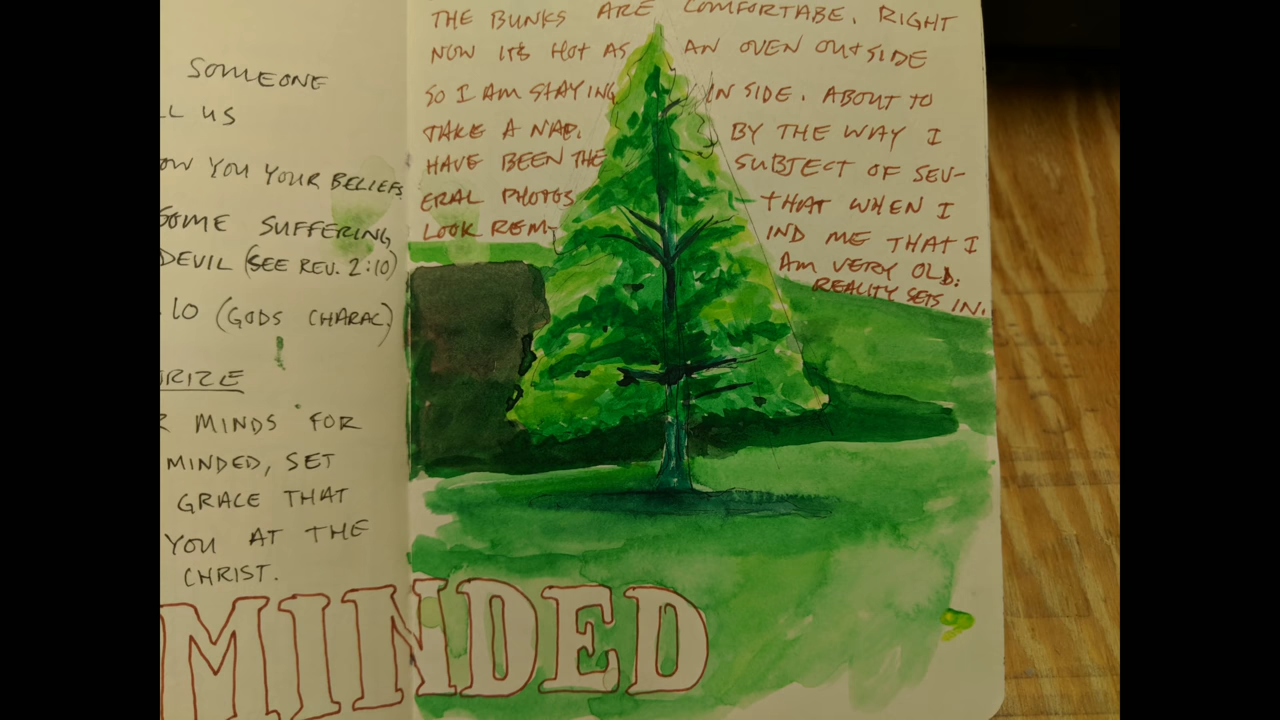 SOMEONE
LL US
OW YOU YOUR BELIEFS
SOME SUFFERING
DEVIL (SEE REV. 2:10)
10 (GODS CHARAC)
RIZE
R MINDS FOR
MINDED, SET
GRACE THAT
YOU AT THE
CHRIST.
MINDED
THE BUNKS ARE COMFORTABE. RIGHT
NOW IT'S HOT AS AN OVEN OUTSIDE
SO I AM STAYING IN SIDE. ABOUT TO
TAKE A NAP. BY THE WAY I
HAVE BEEN THE SUBJECT OF SEV-
ERAL PHOTOS THAT WHEN I
LOOK REM- IND ME THAT I
AM VERY OLD.
REALITY SETS IN.